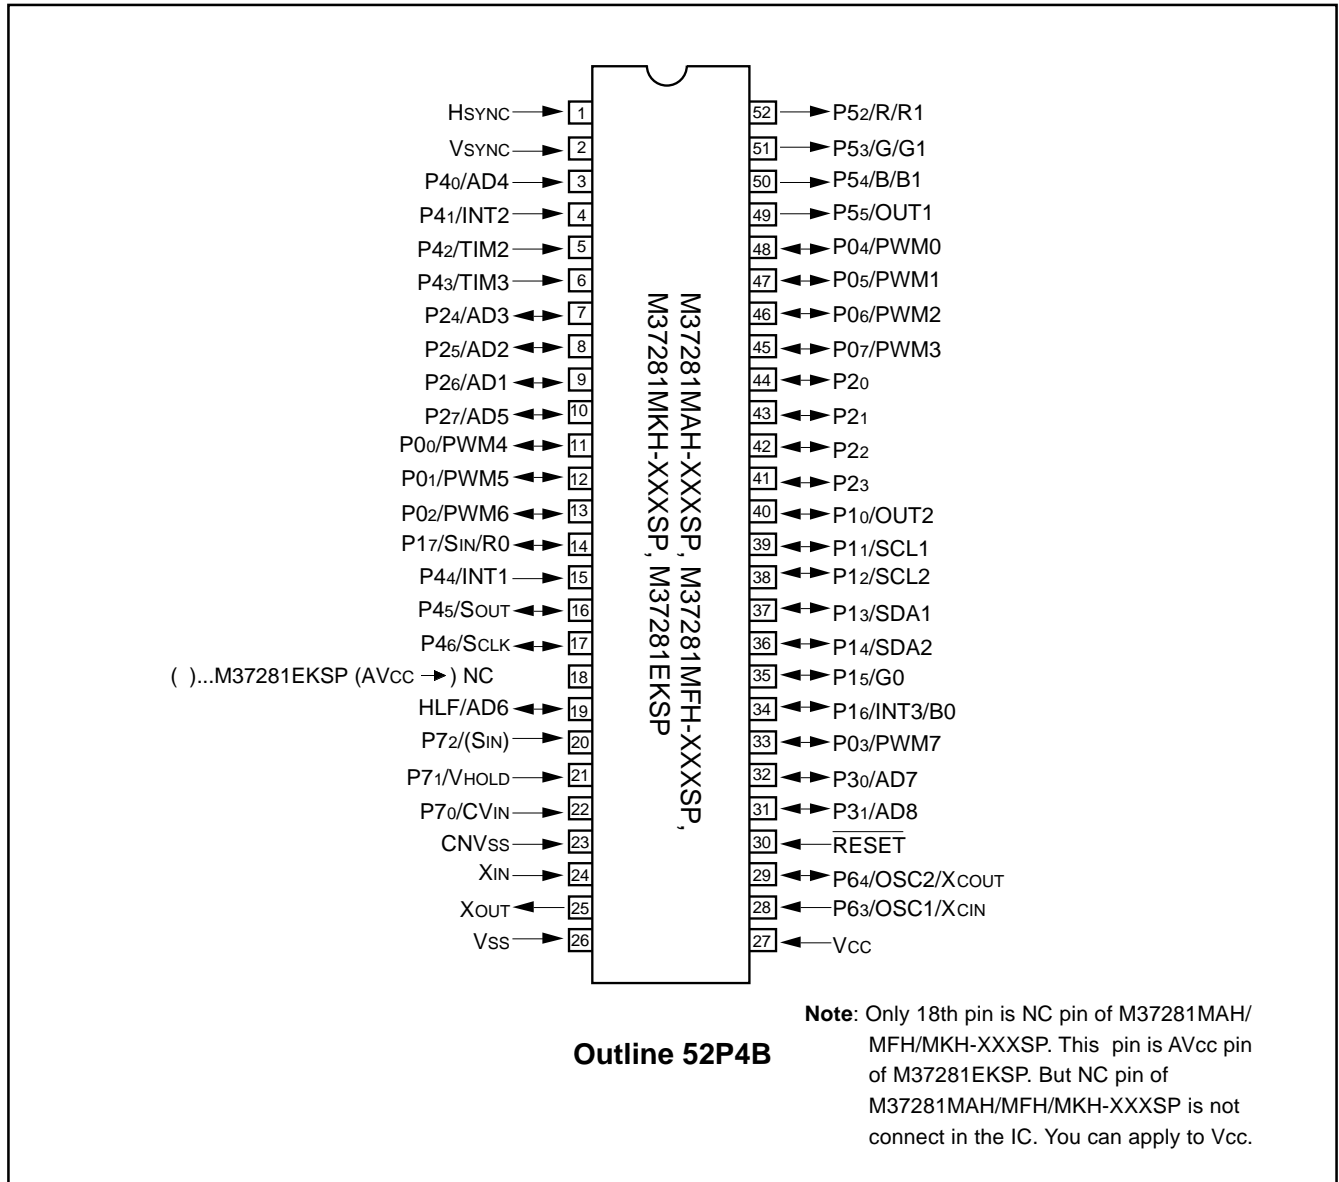 HSYNC 1 52 P52/R/R1
VSYNC 2 51 P53/G/G1
P40/AD4 3 50 P54/B/B1
P41/INT2 4 49 P55/OUT1
P42/TIM2 5 48 P04/PWM0
P43/TIM3 6 47 P05/PWM1
P24/AD3 7 46 P06/PWM2
P25/AD2 8 45 P07/PWM3
P26/AD1 9 44 P20
P27/AD5 10 43 P21
P00/PWM4 11 42 P22
P01/PWM5 12 41 P23
P02/PWM6 13 40 P10/OUT2
P17/SIN/R0 14 39 P11/SCL1
P44/INT1 15 38 P12/SCL2
P45/SOUT 16 37 P13/SDA1
P46/SCLK 17 36 P14/SDA2
( )...M37281EKSP (AVCC → ) NC 18 35 P15/G0
HLF/AD6 19 34 P16/INT3/B0
P72/(SIN) 20 33 P03/PWM7
P71/VHOLD 21 32 P30/AD7
P70/CVIN 22 31 P31/AD8
CNVSS 23 30 RESET
XIN 24 29 P64/OSC2/XCOUT
XOUT 25 28 P63/OSC1/XCIN
VSS 26 27 VCC
M37281MAH-XXXSP, M37281MFH-XXXSP,
M37281MKH-XXXSP, M37281EKSP
Outline 52P4B
Note: Only 18th pin is NC pin of M37281MAH/
MFH/MKH-XXXSP. This pin is AVcc pin
of M37281EKSP. But NC pin of
M37281MAH/MFH/MKH-XXXSP is not
connect in the IC. You can apply to Vcc.